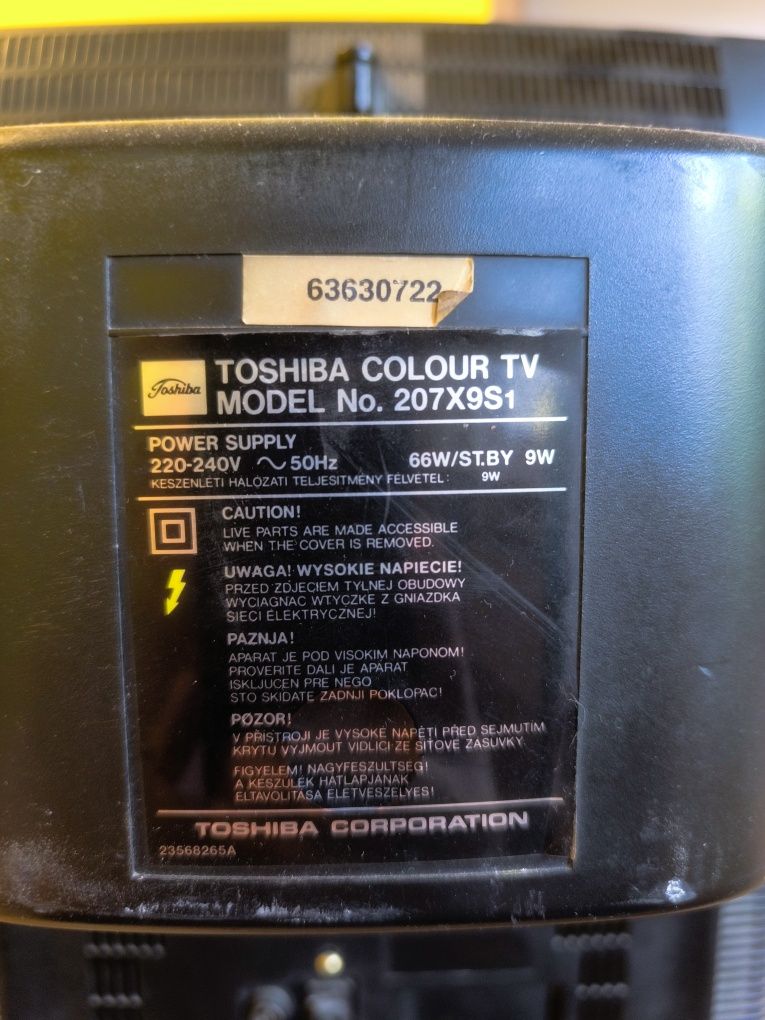 63630722
Toshiba
TOSHIBA COLOUR TV
MODEL No. 207X9S1
POWER SUPPLY
220-240V ~ 50Hz 66W/ST.BY 9W
KESZENLETI HÁLÓZATI TELJESITMÉNY FELVETEL: 9W
CAUTION!
LIVE PARTS ARE MADE ACCESSIBLE
WHEN THE COVER IS REMOVED.
UWAGA! WYSOKIE NAPIECIE!
PRZED ZDJECIEM TYLNEJ OBUDOWY
WYCIAGNAC WTYCZKE Z GNIAZDKA
SIECI ELEKTRYCZNEJ!
PAZNJA!
APARAT JE POD VISOKIM NAPONOM!
PROVERITE DALI JE APARAT
ISKLJUCEN PRE NEGO
STO SKIDATE ZADNJI POKLOPAC!
POZOR!
V PŘÍSTROJI JE VYSOKÉ NAPĚTI PŘED SEJMUTIM
KRYTU VYJMOUT VIDLICI ZE SITOVE ZASUVKY
FIGYELEM! NAGYFESZULTSEG!
A KESZULEK HATLAPJANAK
ELTAVOLITASA ELETVESZELYES!
TOSHIBA CORPORATION
23568265A